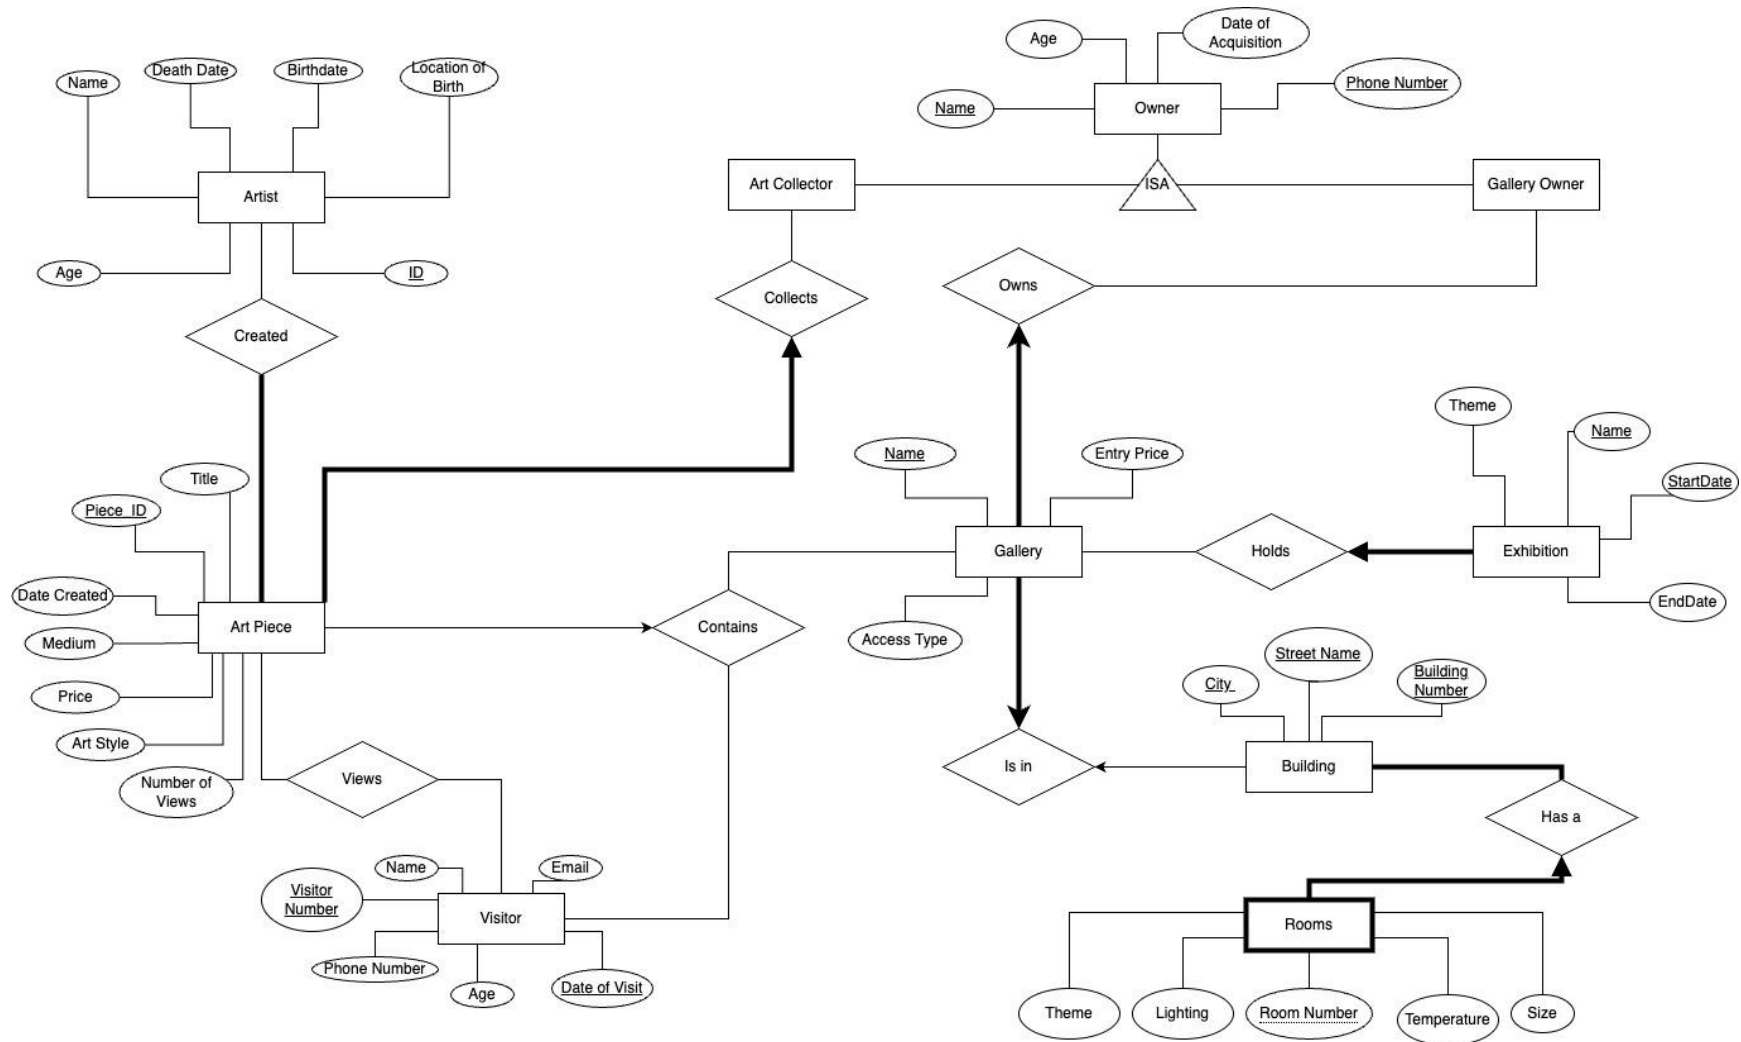 Age
Date of
Acquisition
Name
Death Date
Birthdate
Location of
Birth
Name
Owner
Phone Number
Artist
Art Collector
ISA
Gallery Owner
Age
ID
Owns
Collects
Created
Theme
Name
Title
Name
Entry Price
StartDate
Piece_ID
Gallery
Holds
Exhibition
Date Created
EndDate
Art Piece
Contains
Access Type
Medium
Street Name
City
Building
Number
Price
Art Style
Number of
Views
Views
Is in
Building
Has a
Name
Email
Visitor
Number
Visitor
Rooms
Phone Number
Age
Date of Visit
Theme
Lighting
Room Number
Temperature
Size